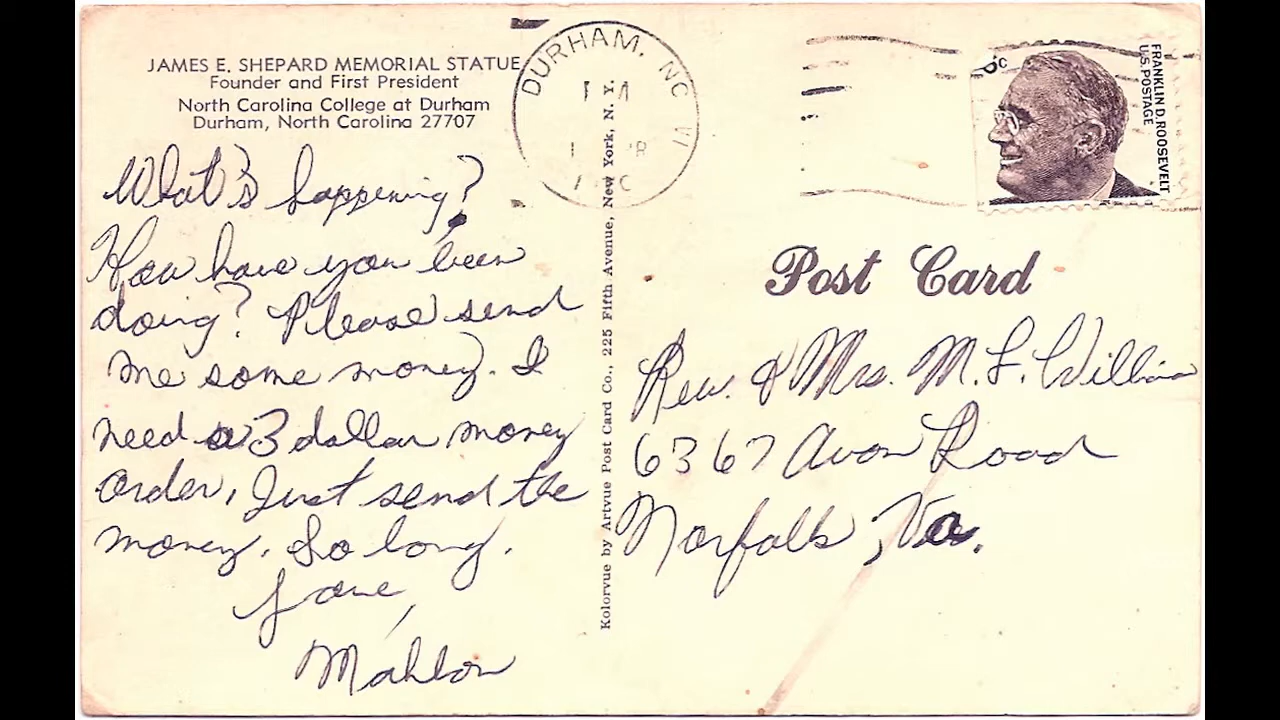 JAMES E. SHEPARD MEMORIAL STATUE
Founder and First President
North Carolina College at Durham
Durham, North Carolina 27707
What's happening?
How have you been
doing? Please send
me some money. I
need a 3 dollar money
order, Just send the
money. So long.
Love,
Mahlon
Kolorvue by Artvue Post Card Co., 225 Fifth Avenue, New York, N. Y.
DURHAM, NC
6c
FRANKLIN D. ROOSEVELT
U.S. POSTAGE
Post Card
Rev. & Mrs. M. L. William
6367 Avon Road
Norfolk, Va.